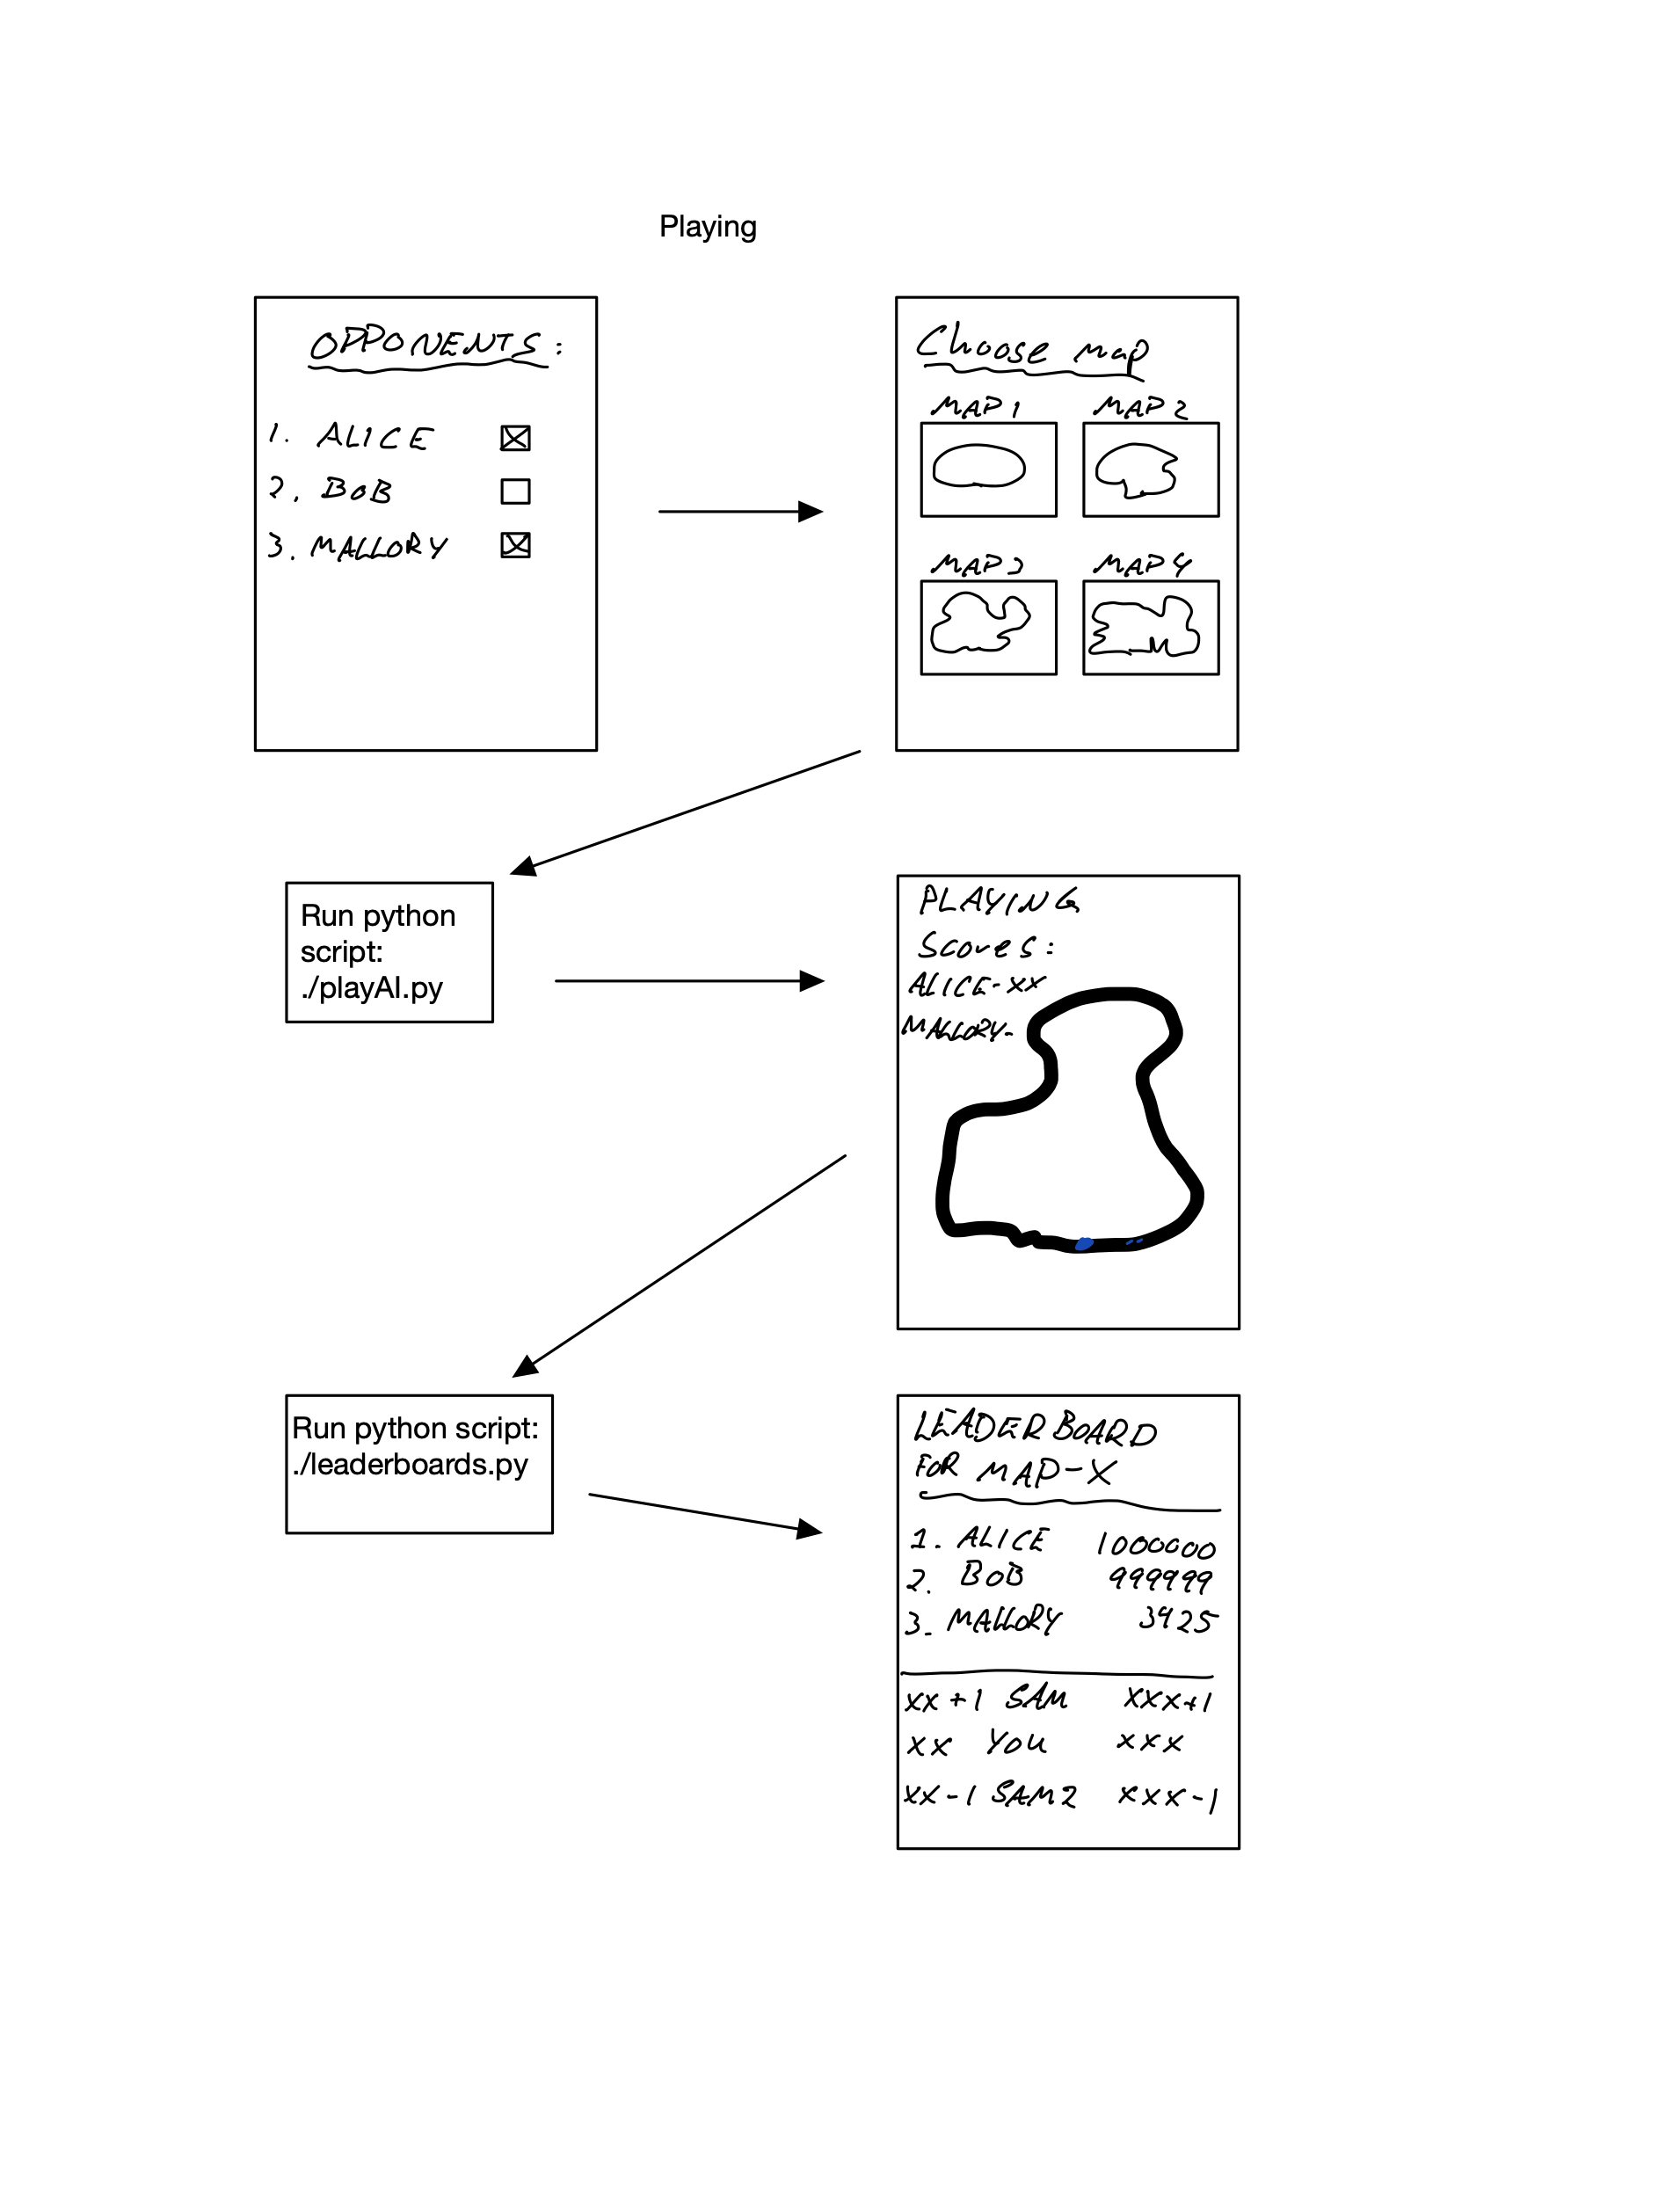 Playing
OPPONENTS:
1. ALICE
2. BOB
3. MALLORY
Choose map
MAP 1 MAP 2
MAP 3 MAP 4
Run python
script:
./playAI.py
PLAYING
Scores:
ALICE-xx
MALLORY-
Run python script:
./leaderboards.py
LEADERBOARD
FOR MAP-X
1. ALICE 1000000
2. BOB 999999
3. MALLORY 3925
xx+1 SAM xxx+1
xx YOU xxx
xx-1 SAM2 xxx-1